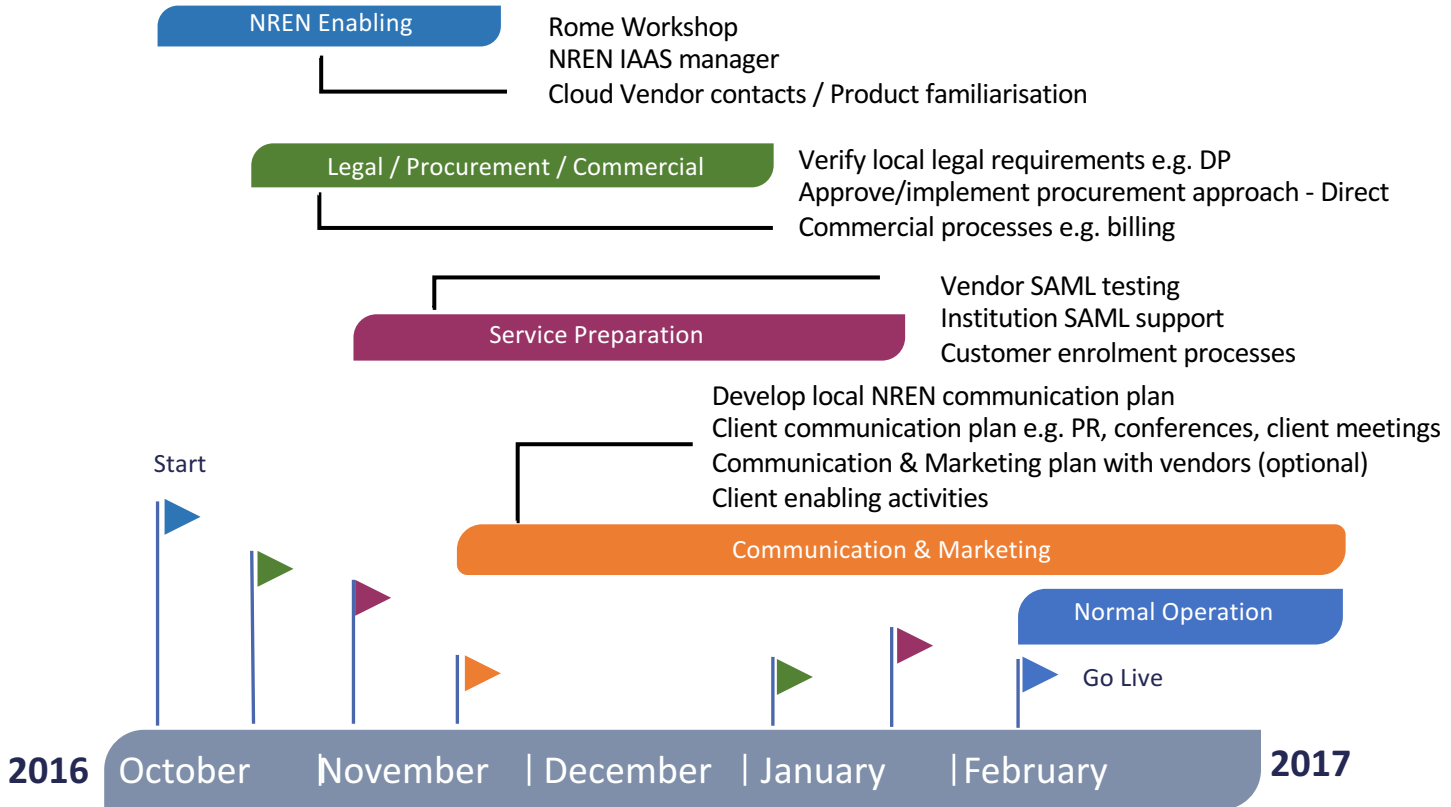 NREN Enabling
Rome Workshop
NREN IAAS manager
Cloud Vendor contacts / Product familiarisation
Legal / Procurement / Commercial
Verify local legal requirements e.g. DP
Approve/implement procurement approach - Direct
Commercial processes e.g. billing
Vendor SAML testing
Institution SAML support
Customer enrolment processes
Service Preparation
Develop local NREN communication plan
Client communication plan e.g. PR, conferences, client meetings
Communication & Marketing plan with vendors (optional)
Client enabling activities
Start
Communication & Marketing
Normal Operation
Go Live
2016 October | November | December | January | February 2017